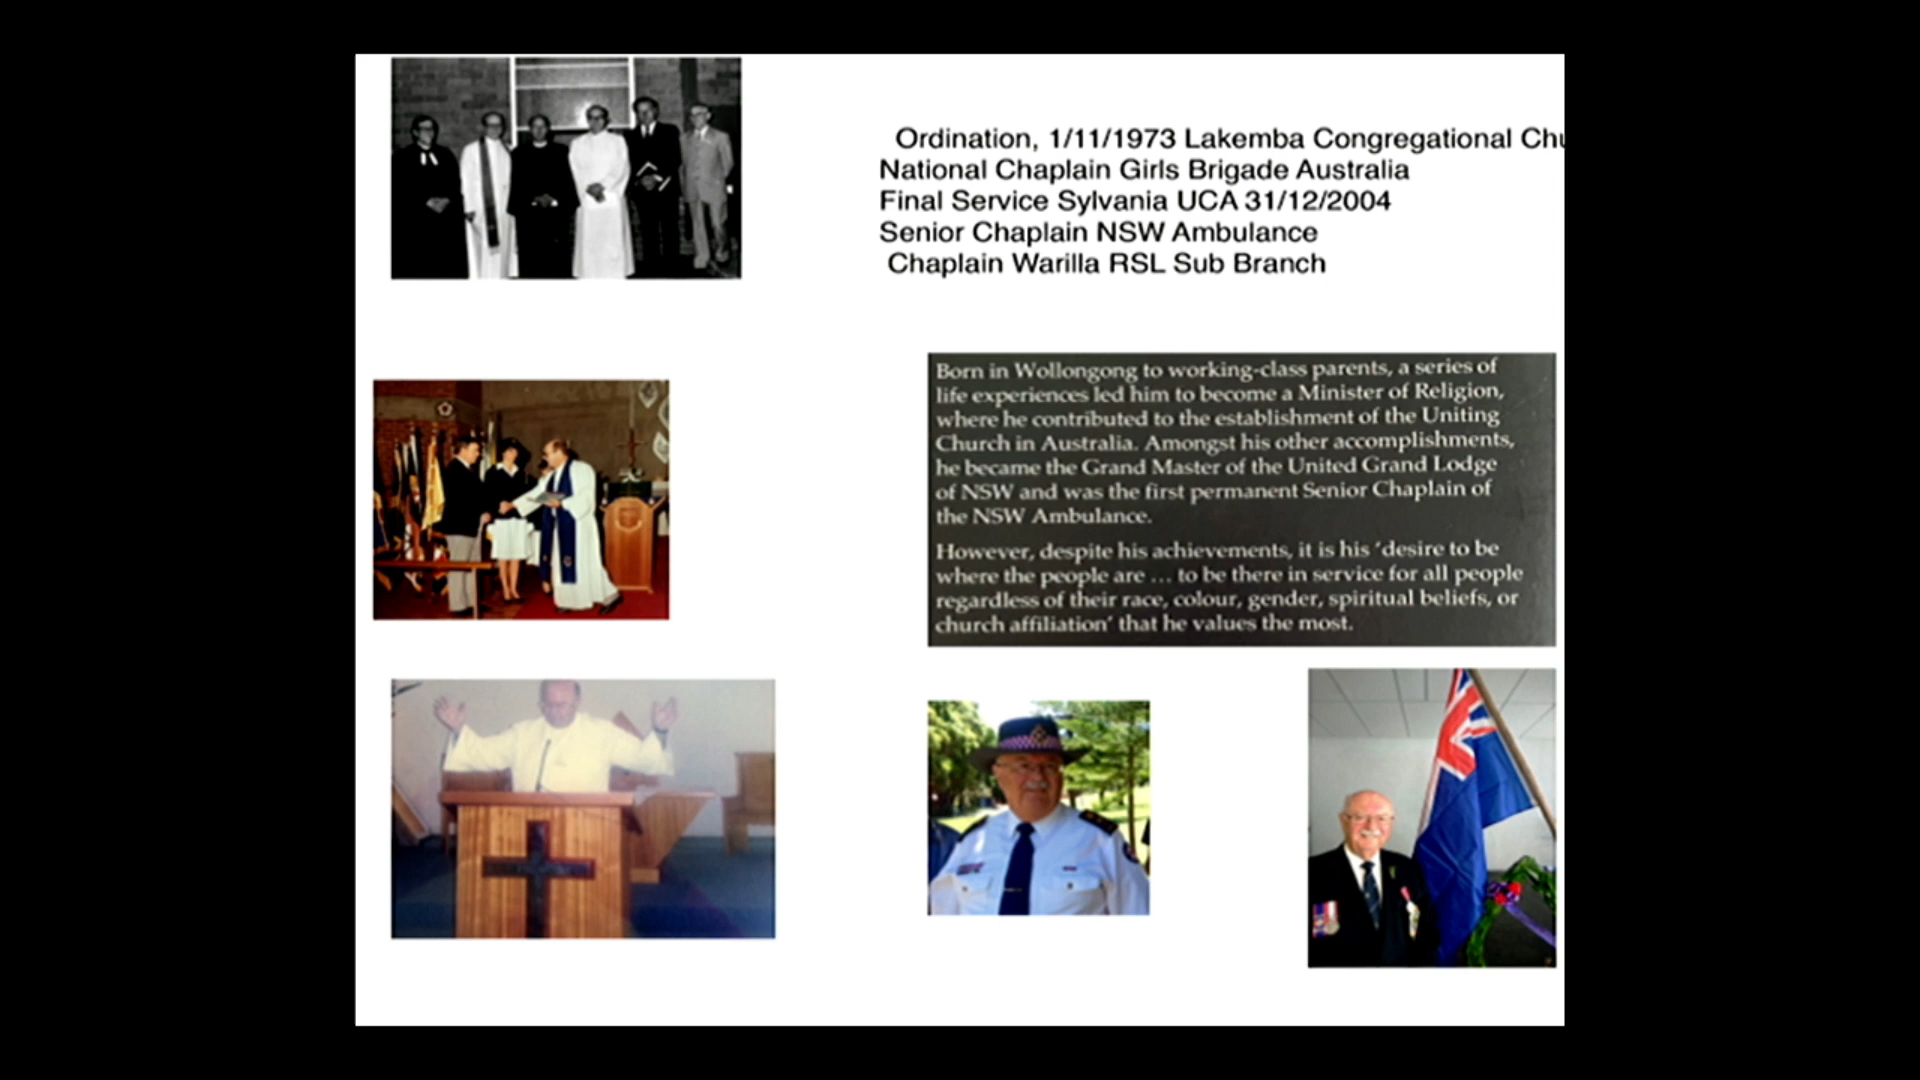 Ordination, 1/11/1973 Lakemba Congregational Chu
National Chaplain Girls Brigade Australia
Final Service Sylvania UCA 31/12/2004
Senior Chaplain NSW Ambulance
Chaplain Warilla RSL Sub Branch
Born in Wollongong to working-class parents, a series of
life experiences led him to become a Minister of Religion,
where he contributed to the establishment of the Uniting
Church in Australia. Amongst his other accomplishments,
he became the Grand Master of the United Grand Lodge
of NSW and was the first permanent Senior Chaplain of
the NSW Ambulance.
However, despite his achievements, it is his ‘desire to be
where the people are ... to be there in service for all people
regardless of their race, colour, gender, spiritual beliefs, or
church affiliation’ that he values the most.